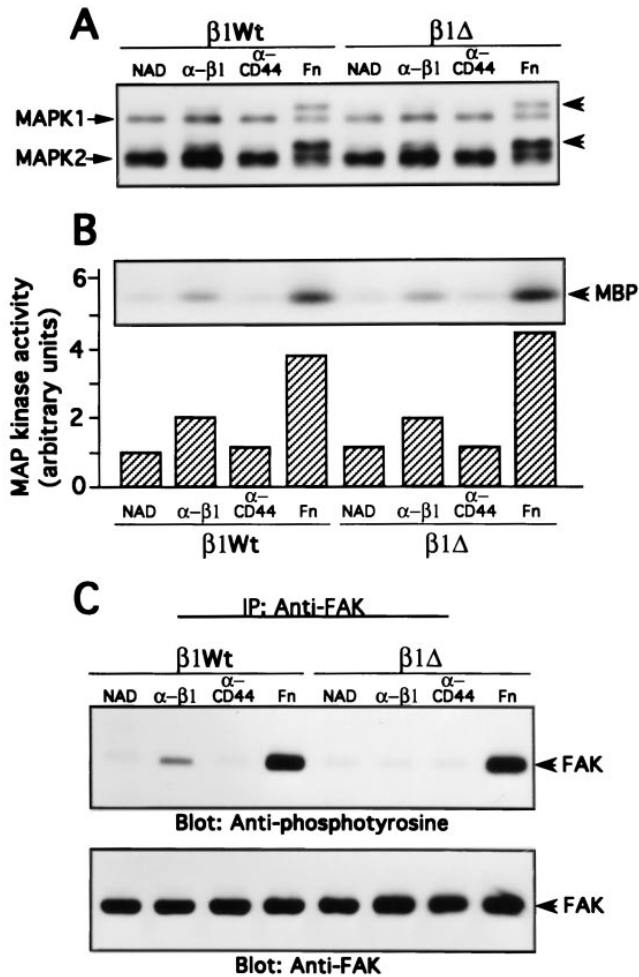 A
β1Wt β1Δ
NAD α–β1 α–CD44 Fn NAD α–β1 α–CD44 Fn
MAPK1
MAPK2
B
MBP
MAP kinase activity
(arbitrary units)
6
4
2
0
NAD α–β1 α–CD44 Fn NAD α–β1 α–CD44 Fn
β1Wt β1Δ
C
IP: Anti-FAK
β1Wt β1Δ
NAD α–β1 α–CD44 Fn NAD α–β1 α–CD44 Fn
FAK
Blot: Anti-phosphotyrosine
FAK
Blot: Anti-FAK